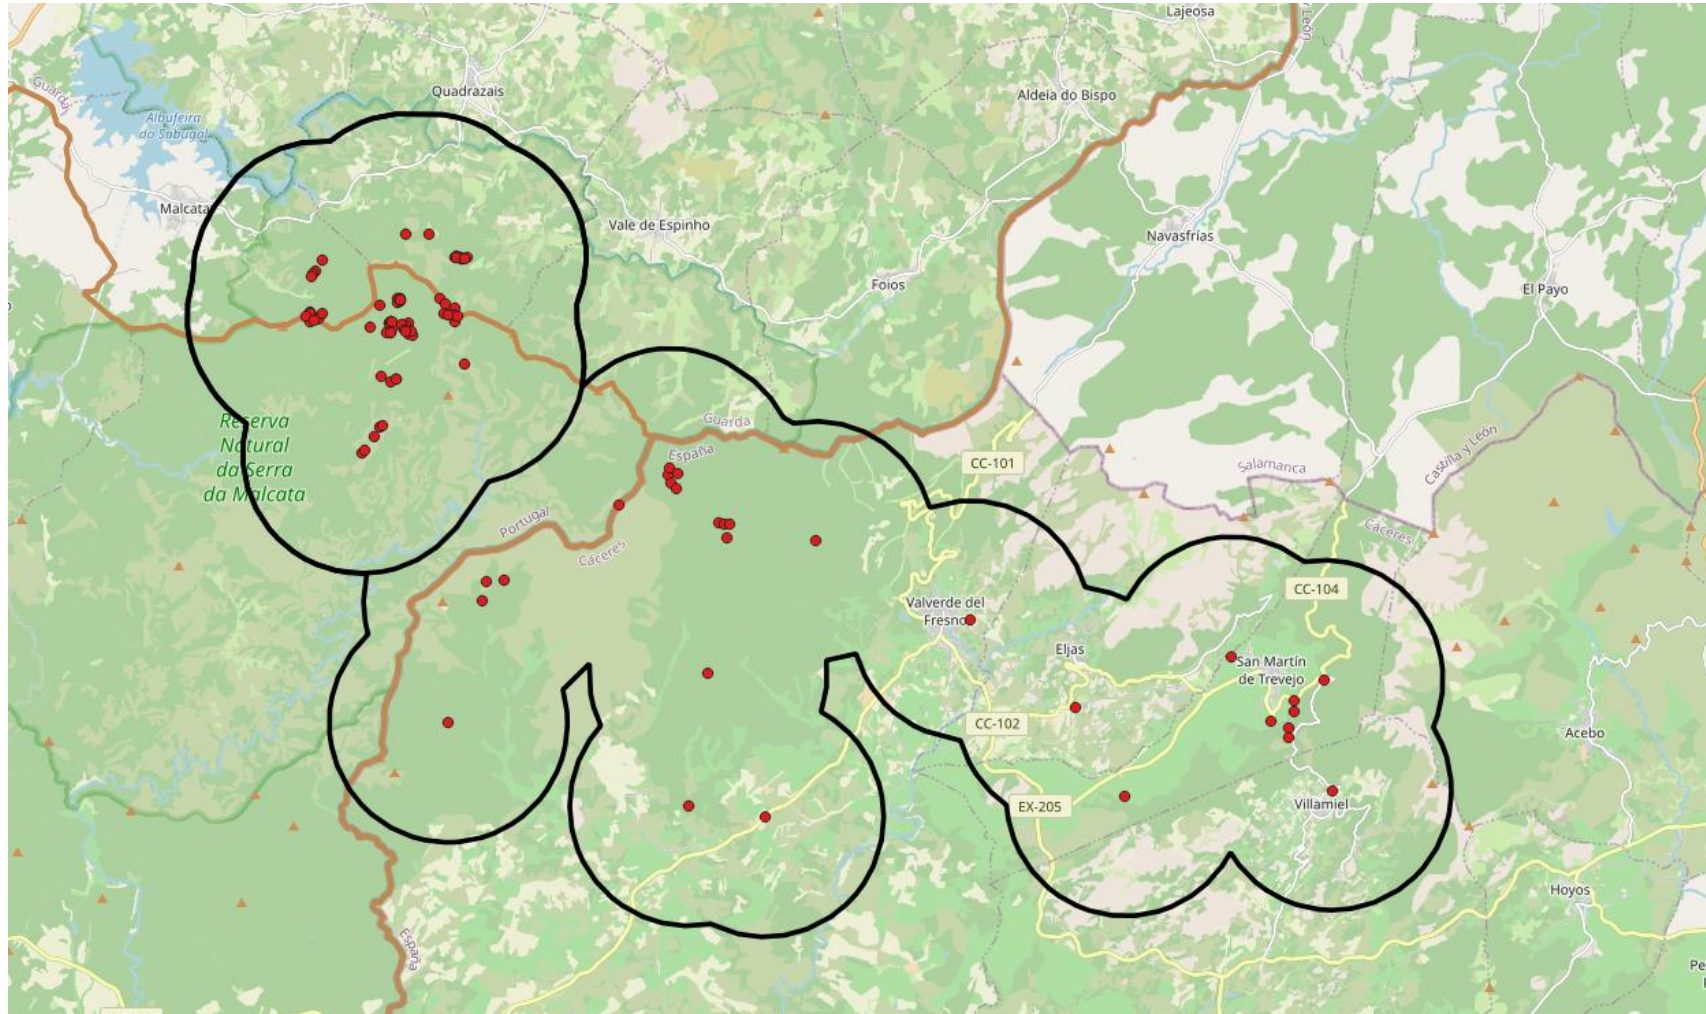 Lajeosa
y León
Quadrazais
Aldeia do Bispo
Guarda
Albufeira
do Sabugal
Malcata
Vale de Espinho
Navasfrías
Foios
El Payo
Reserva
Natural
da Serra
da Malcata
Guarda
España
CC-101
Salamanca
Castilla y León
Portugal
Cáceres
Cáceres
CC-104
Valverde del
Fresno
Eljas
San Martín
de Trevejo
CC-102
Acebo
EX-205
Villamiel
Hoyos
España
Pe